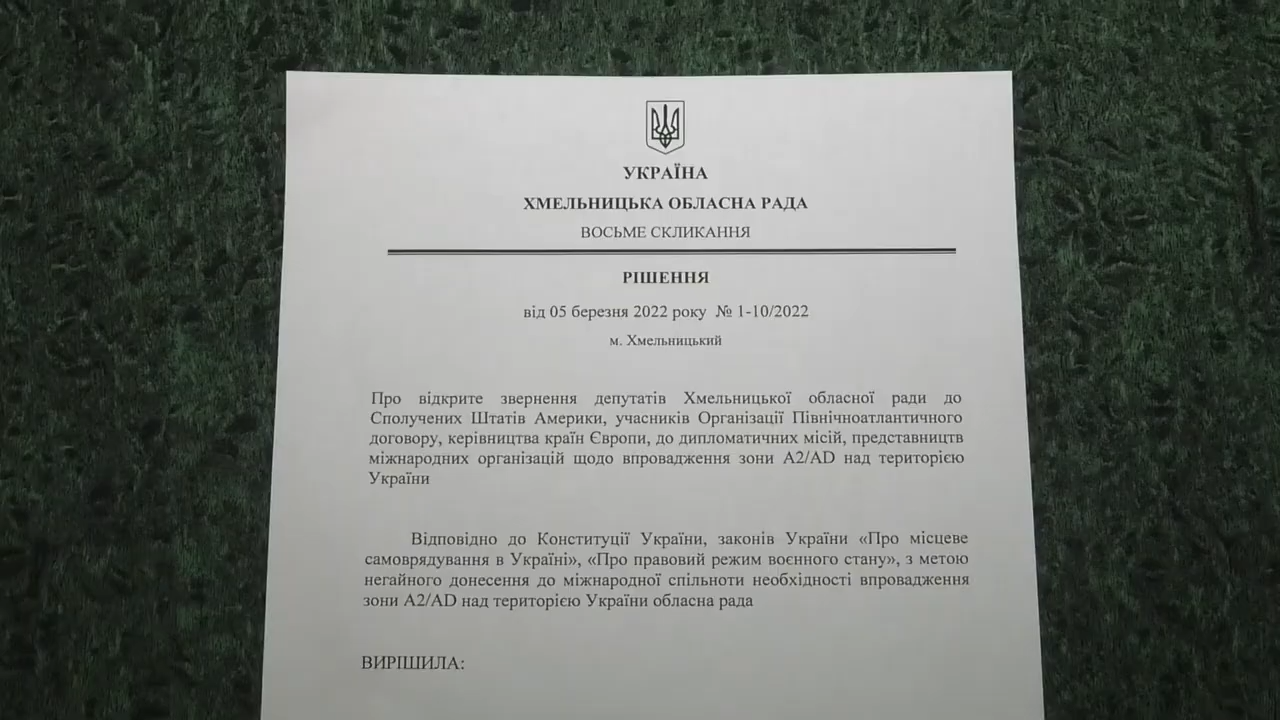 УКРАЇНА
ХМЕЛЬНИЦЬКА ОБЛАСНА РАДА
ВОСЬМЕ СКЛИКАННЯ
РІШЕННЯ
від 05 березня 2022 року № 1-10/2022
м. Хмельницький
Про відкрите звернення депутатів Хмельницької обласної ради до
Сполучених Штатів Америки, учасників Організації Північноатлантичного
договору, керівництва країн Європи, до дипломатичних місій, представництв
міжнародних організацій щодо впровадження зони A2/AD над територією
України
Відповідно до Конституції України, законів України «Про місцеве
самоврядування в Україні», «Про правовий режим воєнного стану», з метою
негайного донесення до міжнародної спільноти необхідності впровадження
зони A2/AD над територією України обласна рада
ВИРІШИЛА: